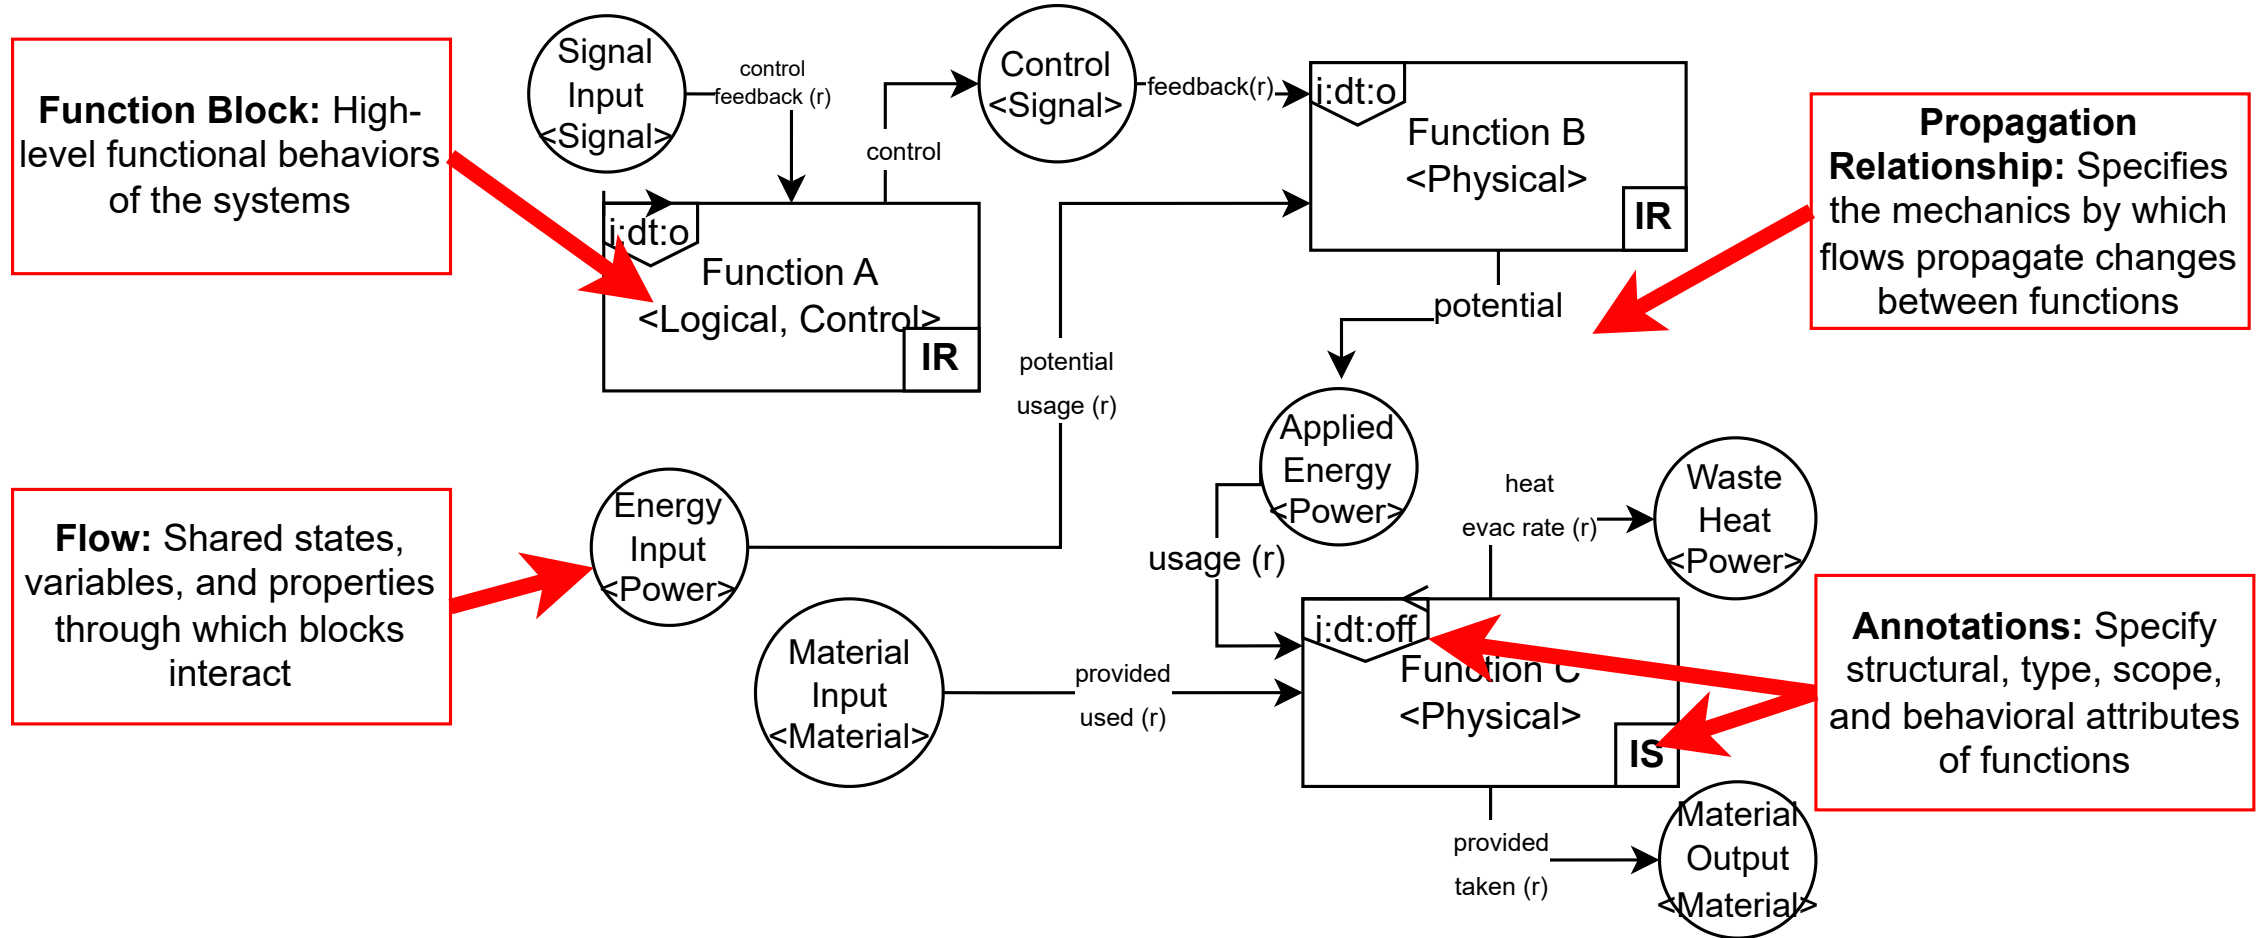 Function Block: High-
level functional behaviors
of the systems
Signal
Input
<Signal>
control
feedback (r)
control
Control
<Signal>
feedback(r)
i:dt:o
Function B
<Physical>
IR
Propagation
Relationship: Specifies
the mechanics by which
flows propagate changes
between functions
i:dt:o
Function A
<Logical, Control>
IR
potential
usage (r)
potential
Applied
Energy
<Power>
Flow: Shared states,
variables, and properties
through which blocks
interact
Energy
Input
<Power>
usage (r)
heat
evac rate (r)
Waste
Heat
<Power>
Material
Input
<Material>
provided
used (r)
i:dt:off
Function C
<Physical>
IS
Annotations: Specify
structural, type, scope,
and behavioral attributes
of functions
provided
taken (r)
Material
Output
<Material>